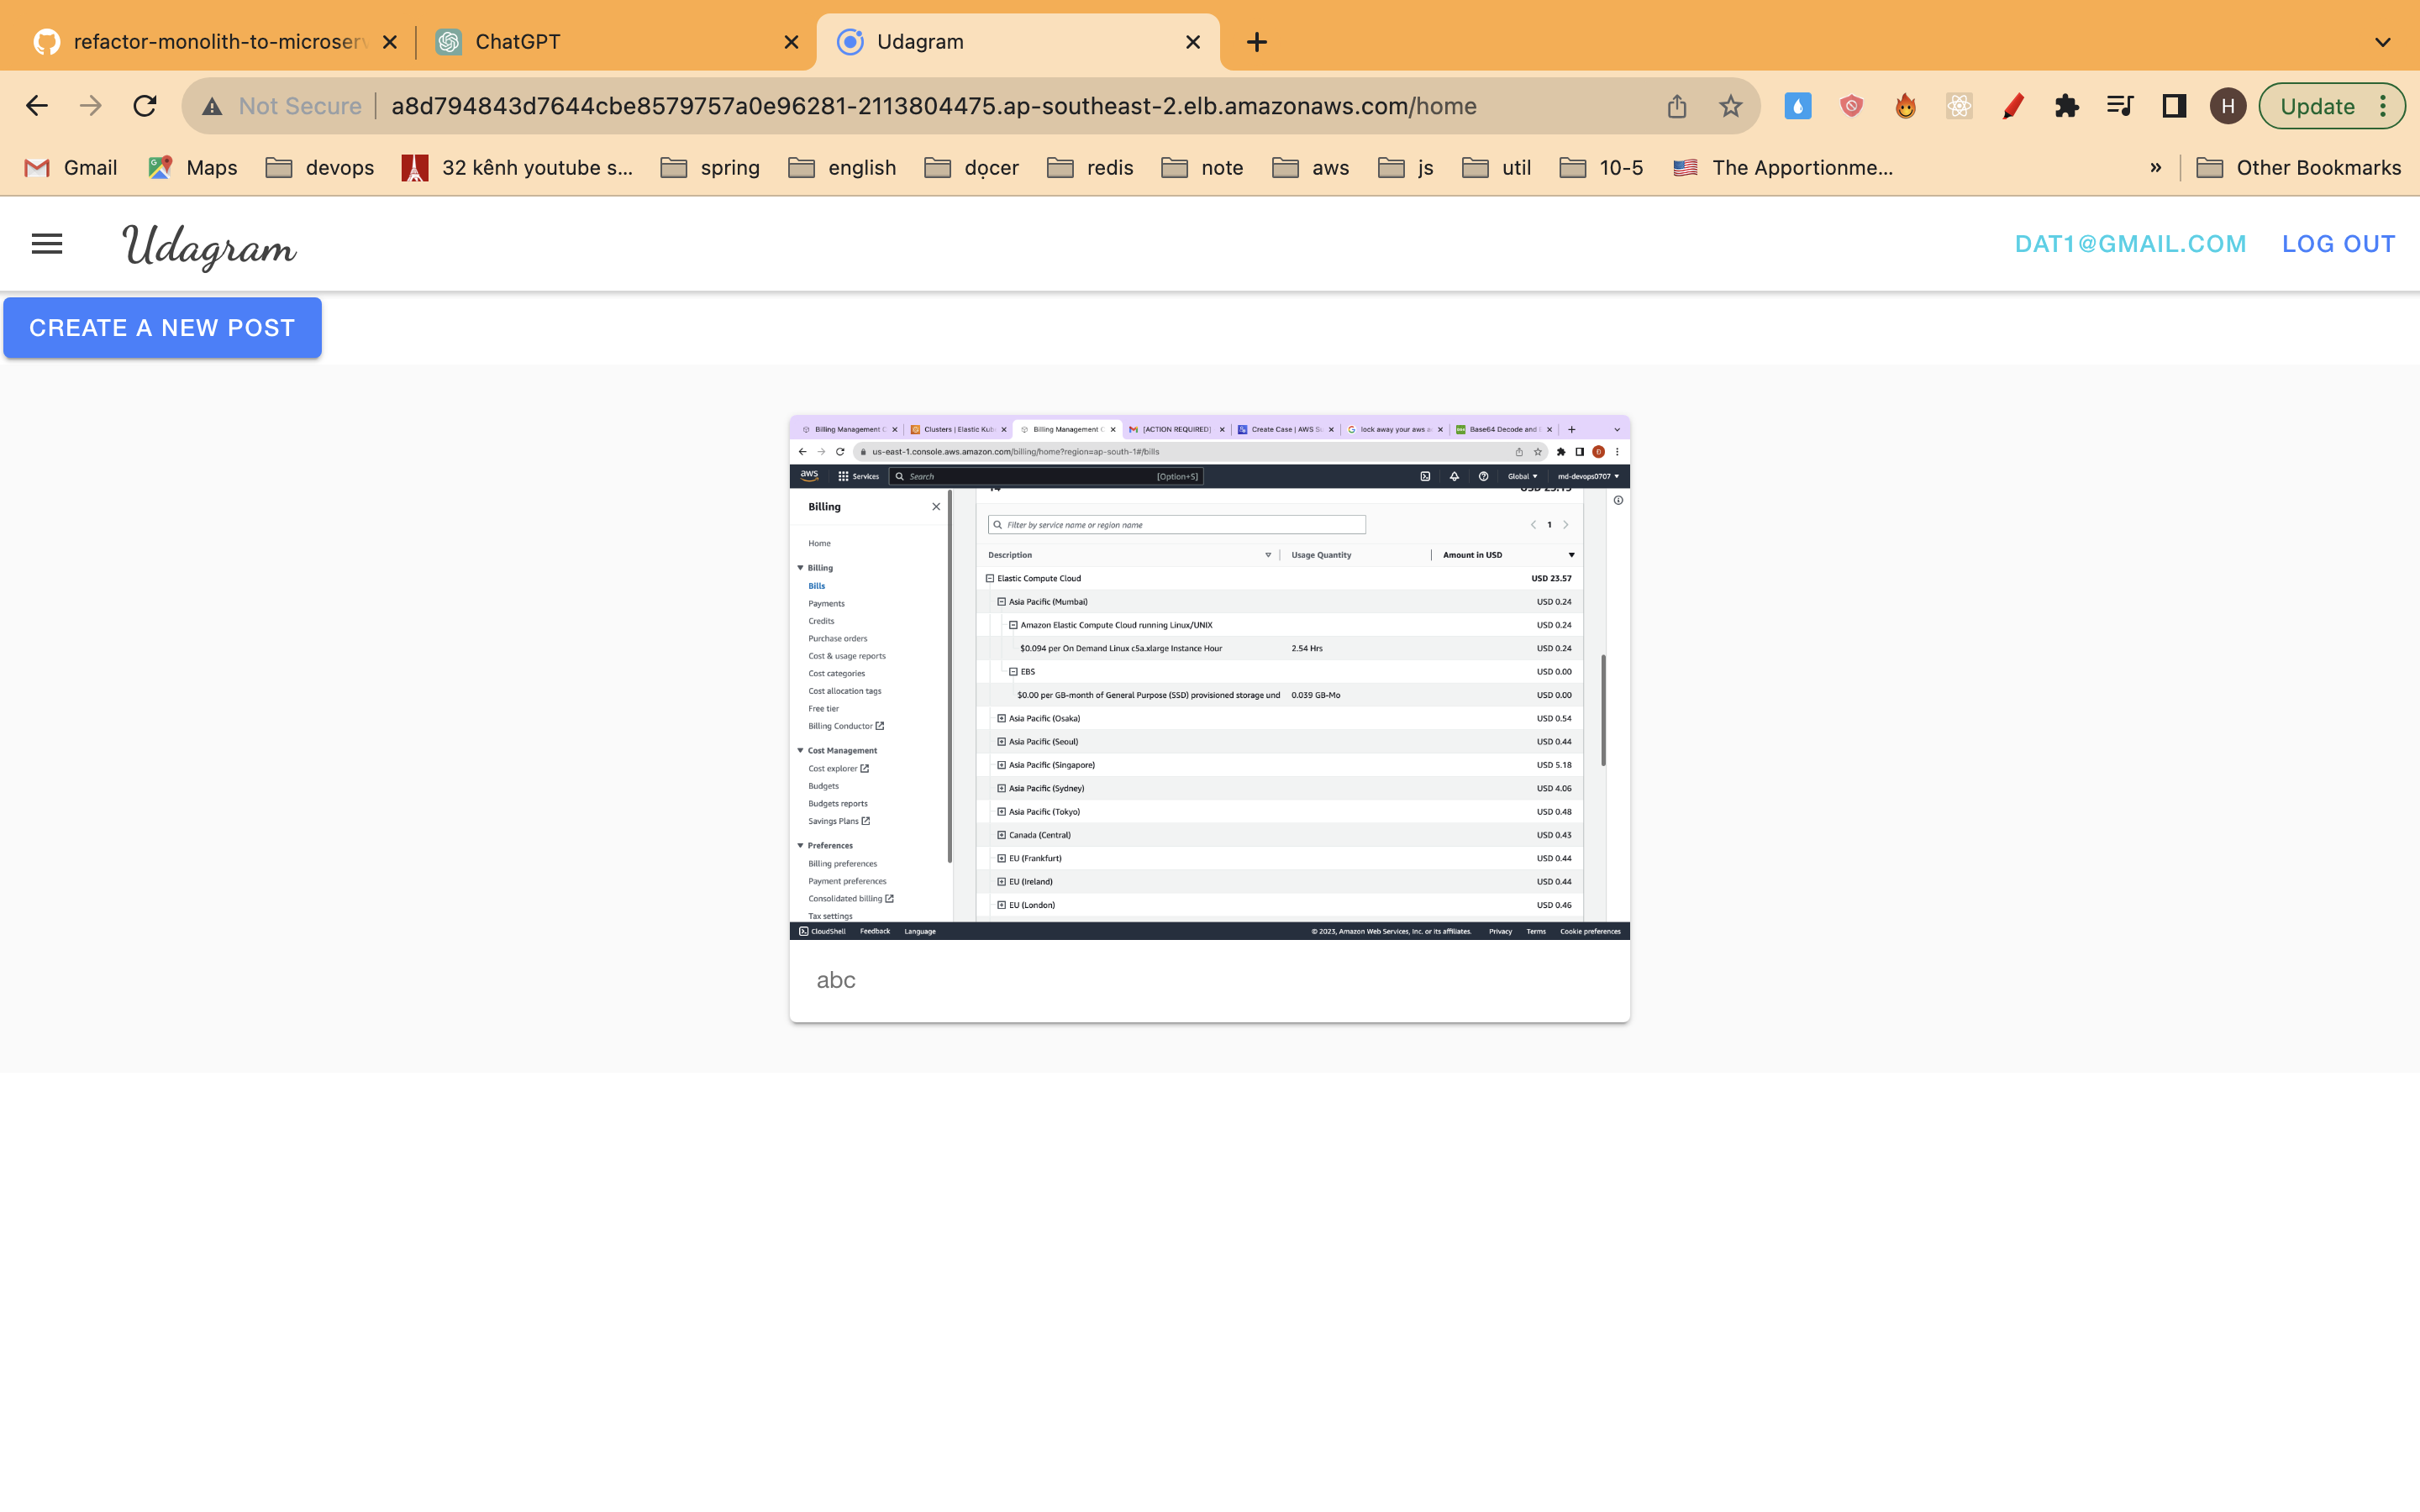 refactor-monolith-to-microserv
ChatGPT
Udagram
Not Secure
a8d794843d7644cbe8579757a0e96281-2113804475.ap-southeast-2.elb.amazonaws.com/home
H
Update
Gmail
Maps
devops
32 kênh youtube s...
spring
english
dọcer
redis
note
aws
js
util
10-5
The Apportionme...
»
Other Bookmarks
Udagram
DAT1@GMAIL.COM
LOG OUT
CREATE A NEW POST
Billing Management C
Clusters | Elastic Kub
Billing Management C
[ACTION REQUIRED]
Create Case | AWS Su
lock away your aws a
Base64 Decode and
us-east-1.console.aws.amazon.com/billing/home?region=ap-south-1#/bills
aws
Services
Search
[Option+S]
Global
md-devops0707
Billing
Home
Billing
Bills
Payments
Credits
Purchase orders
Cost & usage reports
Cost categories
Cost allocation tags
Free tier
Billing Conductor
Cost Management
Cost explorer
Budgets
Budgets reports
Savings Plans
Preferences
Billing preferences
Payment preferences
Consolidated billing
Tax settings
Filter by service name or region name
1
Description
Usage Quantity
Amount in USD
Elastic Compute Cloud USD 23.57
Asia Pacific (Mumbai) USD 0.24
Amazon Elastic Compute Cloud running Linux/UNIX USD 0.24
$0.094 per On Demand Linux c5a.xlarge Instance Hour 2.54 Hrs USD 0.24
EBS USD 0.00
$0.00 per GB-month of General Purpose (SSD) provisioned storage und 0.039 GB-Mo USD 0.00
Asia Pacific (Osaka) USD 0.54
Asia Pacific (Seoul) USD 0.44
Asia Pacific (Singapore) USD 5.18
Asia Pacific (Sydney) USD 4.06
Asia Pacific (Tokyo) USD 0.48
Canada (Central) USD 0.43
EU (Frankfurt) USD 0.44
EU (Ireland) USD 0.44
EU (London) USD 0.46
CloudShell
Feedback
Language
© 2023, Amazon Web Services, Inc. or its affiliates.
Privacy
Terms
Cookie preferences
abc